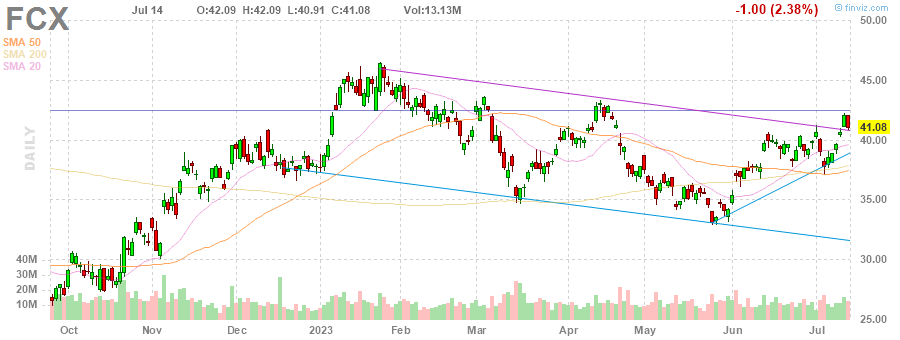 FCX
Jul 14 O:42.09 H:42.09 L:40.91 C:41.08 Vol:13.13M -1.00 (2.38%)
finviz.com
SMA 50
SMA 200
SMA 20
DAILY
50.00
45.00
41.08
40.00
35.00
30.00
25.00
40M
30M
20M
10M
Oct Nov Dec 2023 Feb Mar Apr May Jun Jul